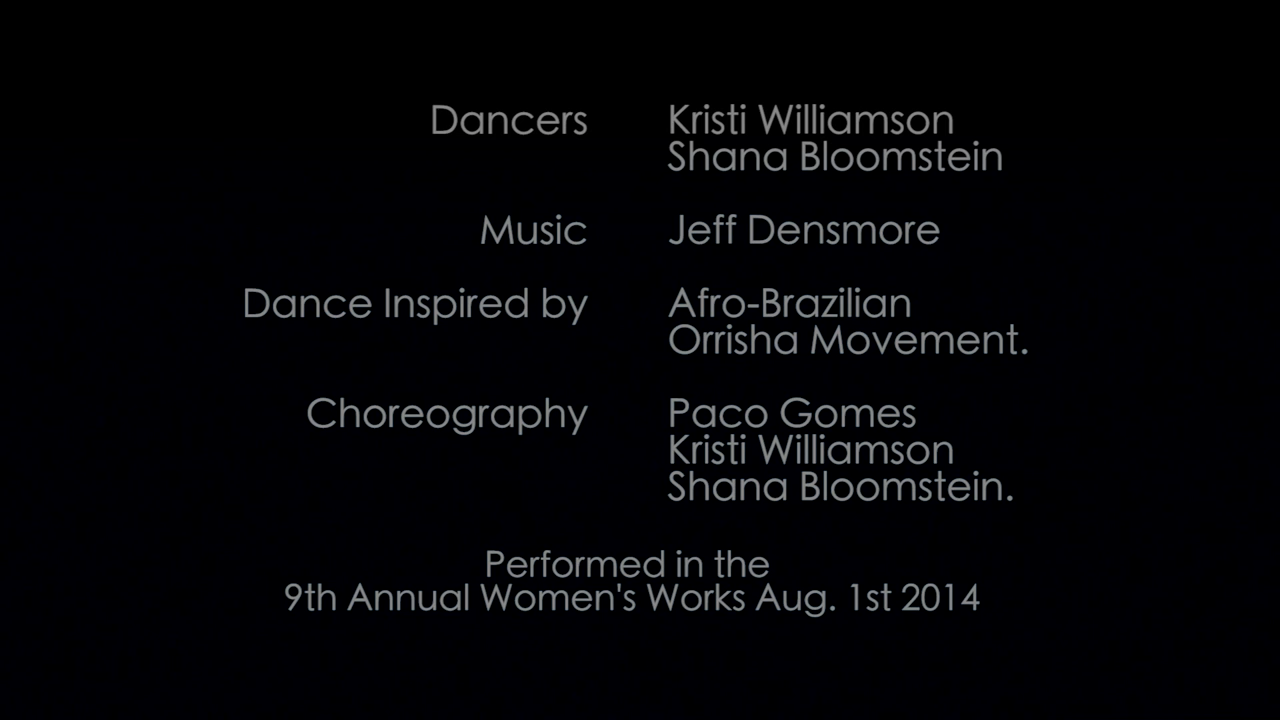 Dancers Kristi Williamson
Shana Bloomstein
Music Jeff Densmore
Dance Inspired by Afro-Brazilian
Orrisha Movement.
Choreography Paco Gomes
Kristi Williamson
Shana Bloomstein.
Performed in the
9th Annual Women's Works Aug. 1st 2014